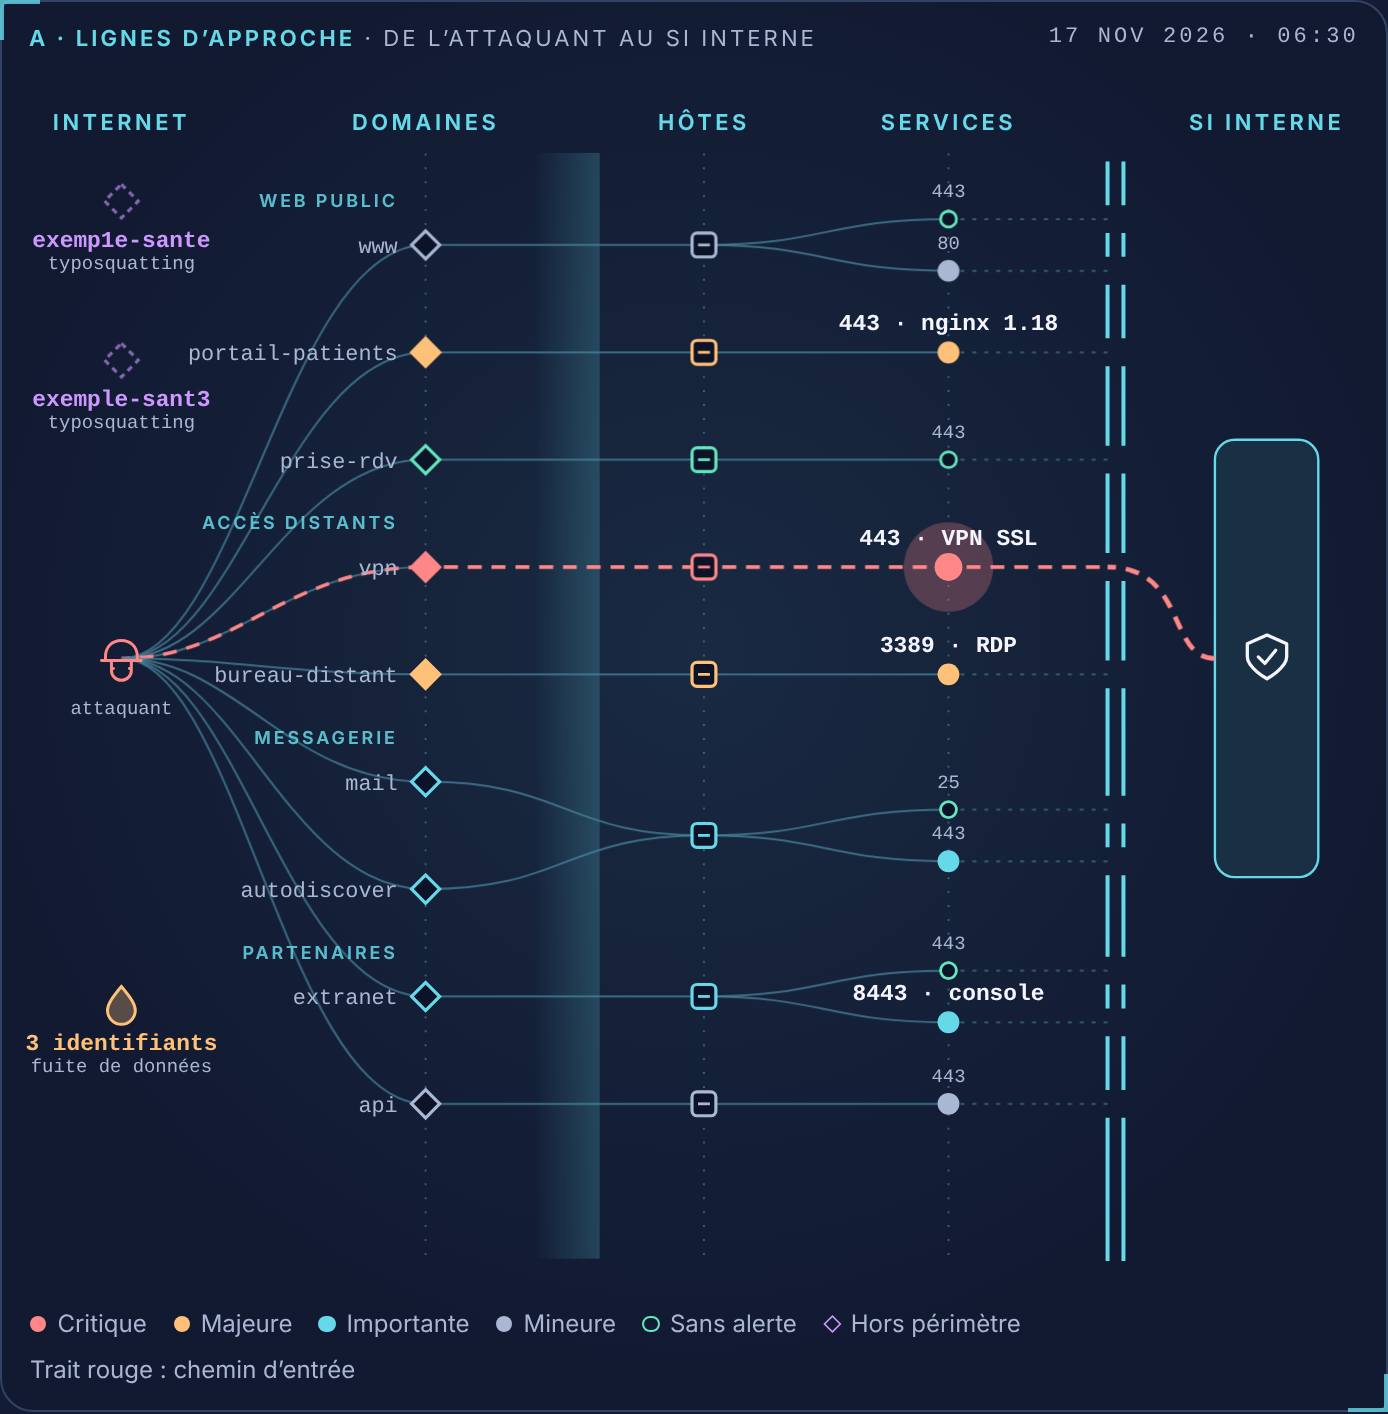 A · LIGNES D’APPROCHE · DE L’ATTAQUANT AU SI INTERNE
17 NOV 2026 · 06:30
INTERNET
DOMAINES
HÔTES
SERVICES
SI INTERNE
exemp1e-sante
typosquatting
exemple-sant3
typosquatting
attaquant
3 identifiants
fuite de données
WEB PUBLIC
www
portail-patients
prise-rdv
ACCÈS DISTANTS
vpn
bureau-distant
MESSAGERIE
mail
autodiscover
PARTENAIRES
extranet
api
443
80
443 · nginx 1.18
443
443 · VPN SSL
3389 · RDP
25
443
443
8443 · console
443
Critique
Majeure
Importante
Mineure
Sans alerte
Hors périmètre
Trait rouge : chemin d’entrée